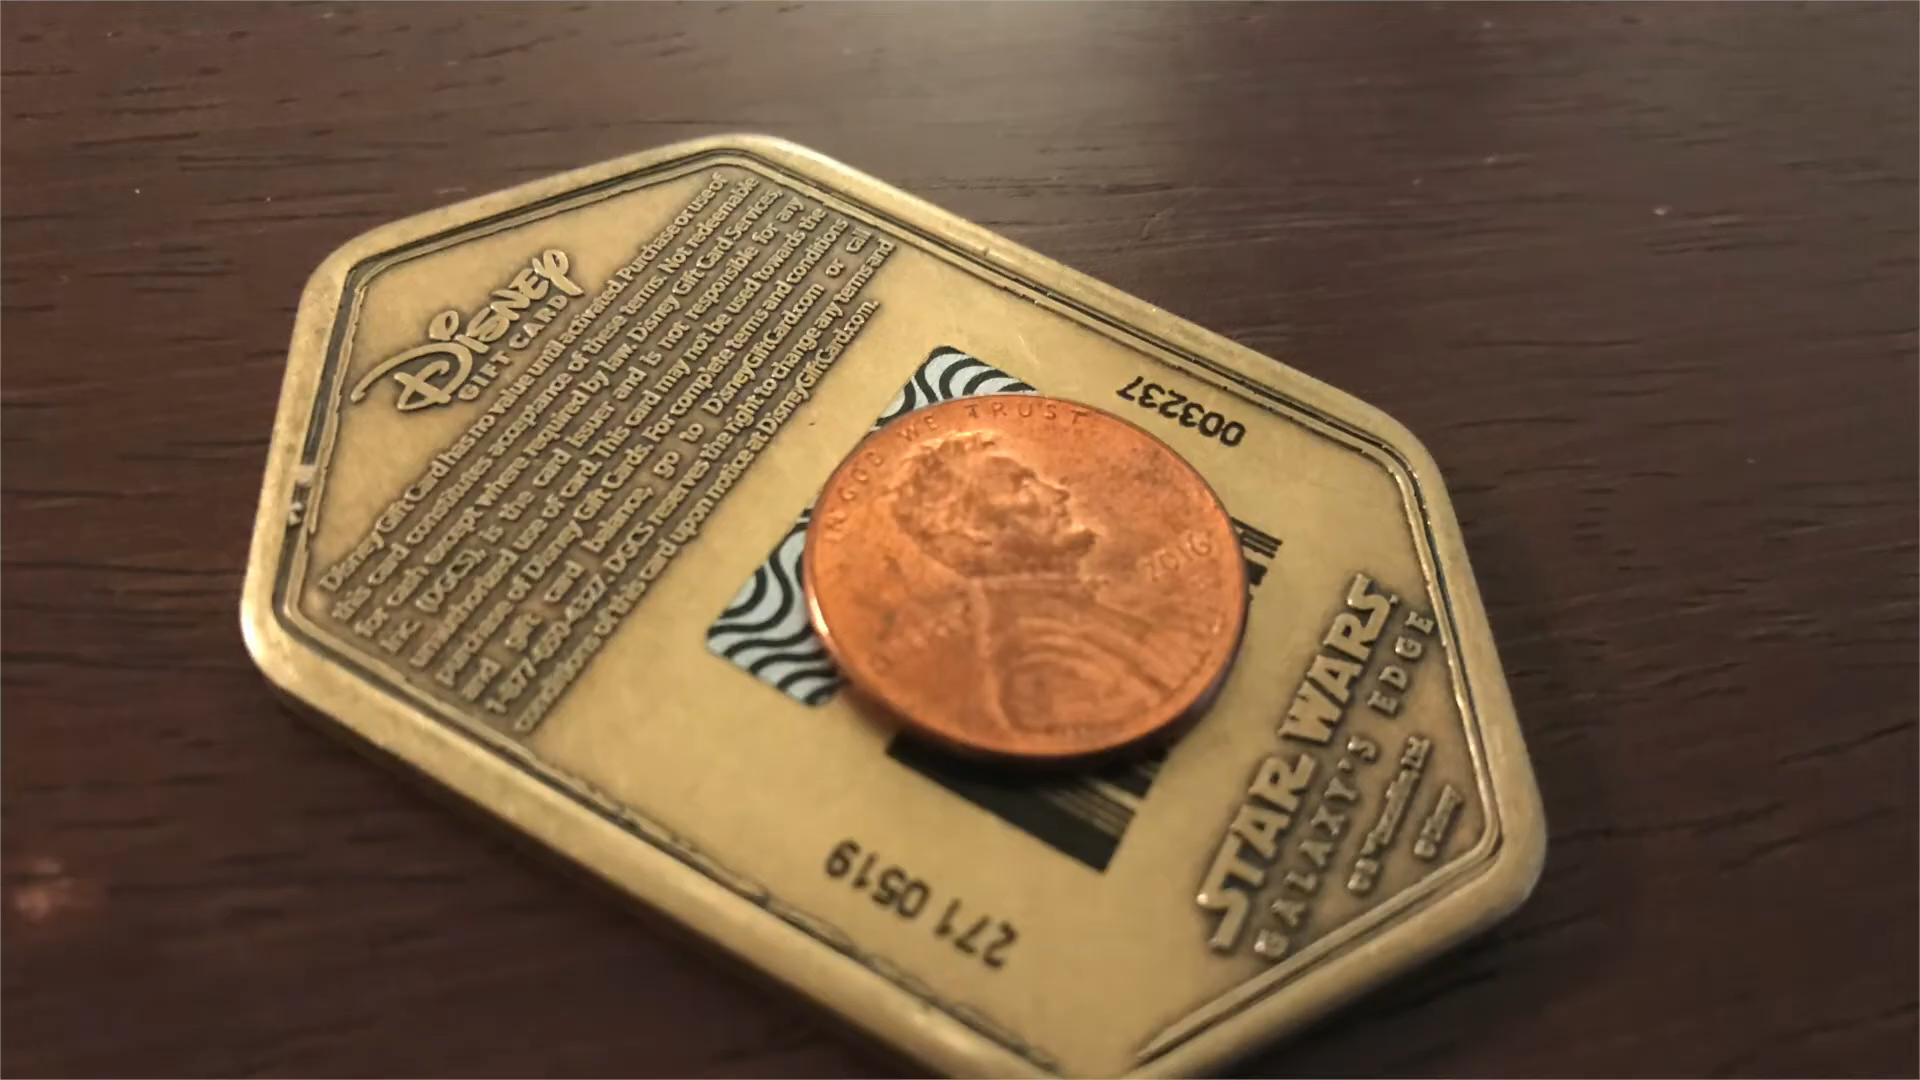 Disney
GIFT CARD
Disney Gift Card has no value until activated. Purchase or use of
this card constitutes acceptance of these terms. Not redeemable
for cash except where required by law. Disney Gift Card Services,
Inc. (DGCS), is the card issuer and is not responsible for any
unauthorized use of card. This card may not be used towards the
purchase of Disney Gift Cards. For complete terms and conditions
and gift card balance, go to DisneyGiftCard.com or call
1-877-650-4327. DGCS reserves the right to change any terms and
conditions of this card upon notice at DisneyGiftCard.com.
IN GOD WE TRUST
2016
003237
271 0519
STAR WARS
GALAXY'S EDGE
© & ™ Lucasfilm Ltd.
© Disney